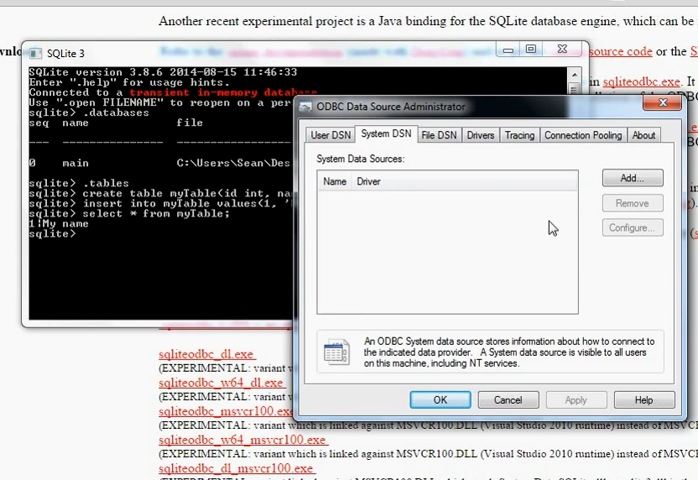 Another recent experimental project is a Java binding for the SQLite database engine, which can be
source code or the
in sqliteodbc.exe. It
SQLite 3
SQLite version 3.8.6 2014-08-15 11:46:33
Enter ".help" for usage hints.
Connected to a transient in-memory database.
Use ".open FILENAME" to reopen on a per
sqlite> .databases
seq name file
0 main C:\Users\Sean\Des
sqlite> .tables
sqlite> create table myTable(id int, na
sqlite> insert into myTable values(1, '
sqlite> select * from myTable;
1|My name
sqlite>
ODBC Data Source Administrator
User DSN System DSN File DSN Drivers Tracing Connection Pooling About
System Data Sources:
Name Driver
Add...
Remove
Configure...
An ODBC System data source stores information about how to connect to
the indicated data provider. A System data source is visible to all users
on this machine, including NT services.
OK Cancel Apply Help
sqliteodbc_dl.exe
(EXPERIMENTAL: variant
sqliteodbc_w64_dl.exe
(EXPERIMENTAL: variant
sqliteodbc_msvcr100.exe
(EXPERIMENTAL: variant which is linked against MSVCR100.DLL (Visual Studio 2010 runtime) instead of MSVCR
sqliteodbc_w64_msvcr100.exe
(EXPERIMENTAL: variant which is linked against MSVCR100.DLL (Visual Studio 2010 runtime) instead of MSVCR
sqliteodbc_dl_msvcr100.exe